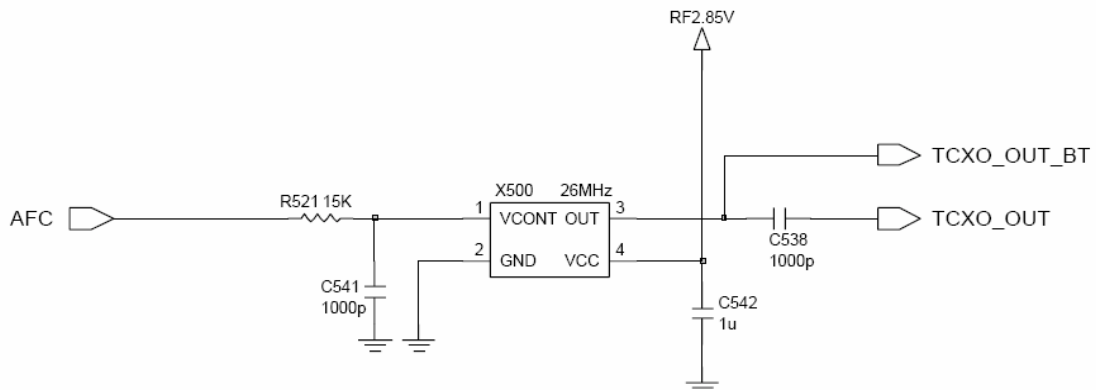 RF2.85V
TCXO_OUT_BT
X500 26MHz
R521 15K
AFC
1 VCONT OUT 3
TCXO_OUT
2 GND VCC 4
C538
1000p
C541
1000p
C542
1u